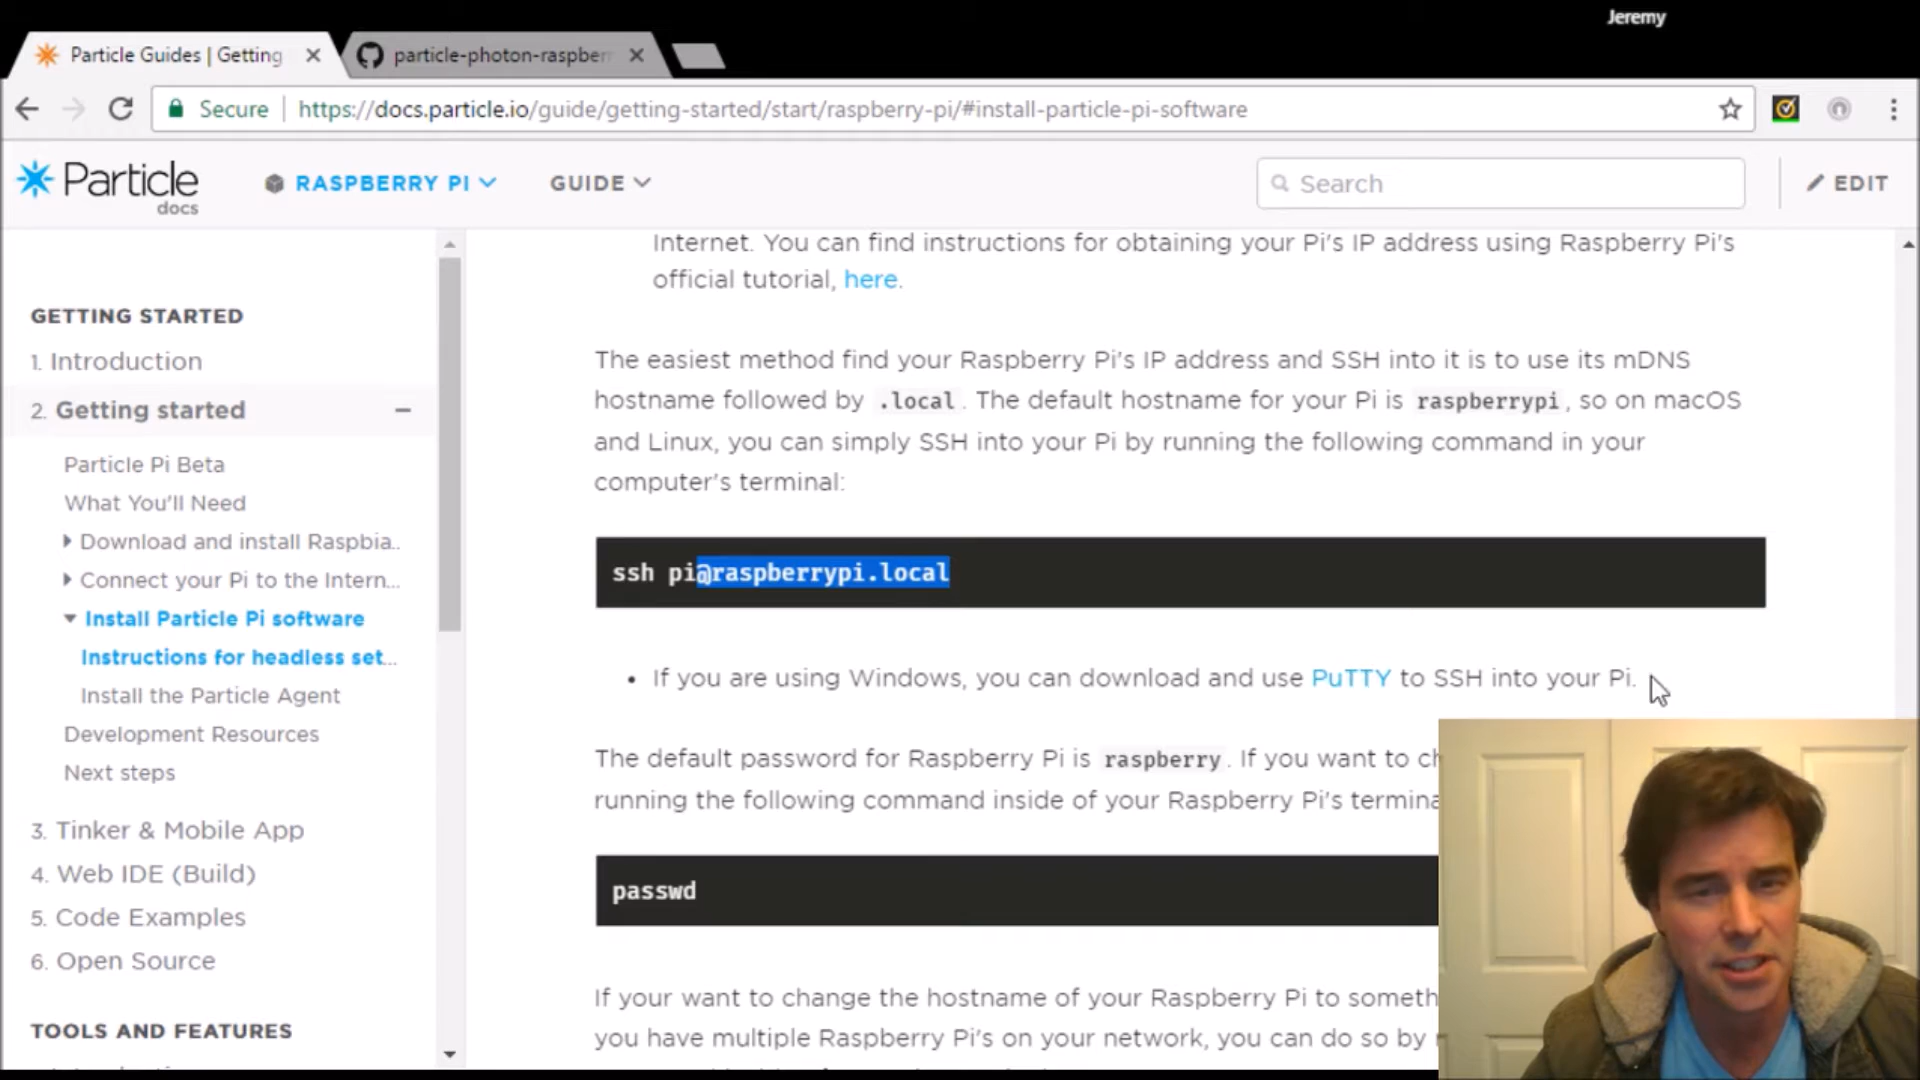 Jeremy
Particle Guides | Getting
particle-photon-raspber
Secure https://docs.particle.io/guide/getting-started/start/raspberry-pi/#install-particle-pi-software
Particle docs
RASPBERRY PI
GUIDE
Search
EDIT
GETTING STARTED
1. Introduction
2. Getting started
Particle Pi Beta
What You'll Need
Download and install Raspbia...
Connect your Pi to the Intern...
Install Particle Pi software
Instructions for headless set...
Install the Particle Agent
Development Resources
Next steps
3. Tinker & Mobile App
4. Web IDE (Build)
5. Code Examples
6. Open Source
TOOLS AND FEATURES
Internet. You can find instructions for obtaining your Pi's IP address using Raspberry Pi's
official tutorial, here.
The easiest method find your Raspberry Pi's IP address and SSH into it is to use its mDNS
hostname followed by .local. The default hostname for your Pi is raspberrypi, so on macOS
and Linux, you can simply SSH into your Pi by running the following command in your
computer's terminal:
ssh pi@raspberrypi.local
• If you are using Windows, you can download and use PuTTY to SSH into your Pi.
The default password for Raspberry Pi is raspberry. If you want to ch
running the following command inside of your Raspberry Pi's termina
passwd
If your want to change the hostname of your Raspberry Pi to someth
you have multiple Raspberry Pi's on your network, you can do so by